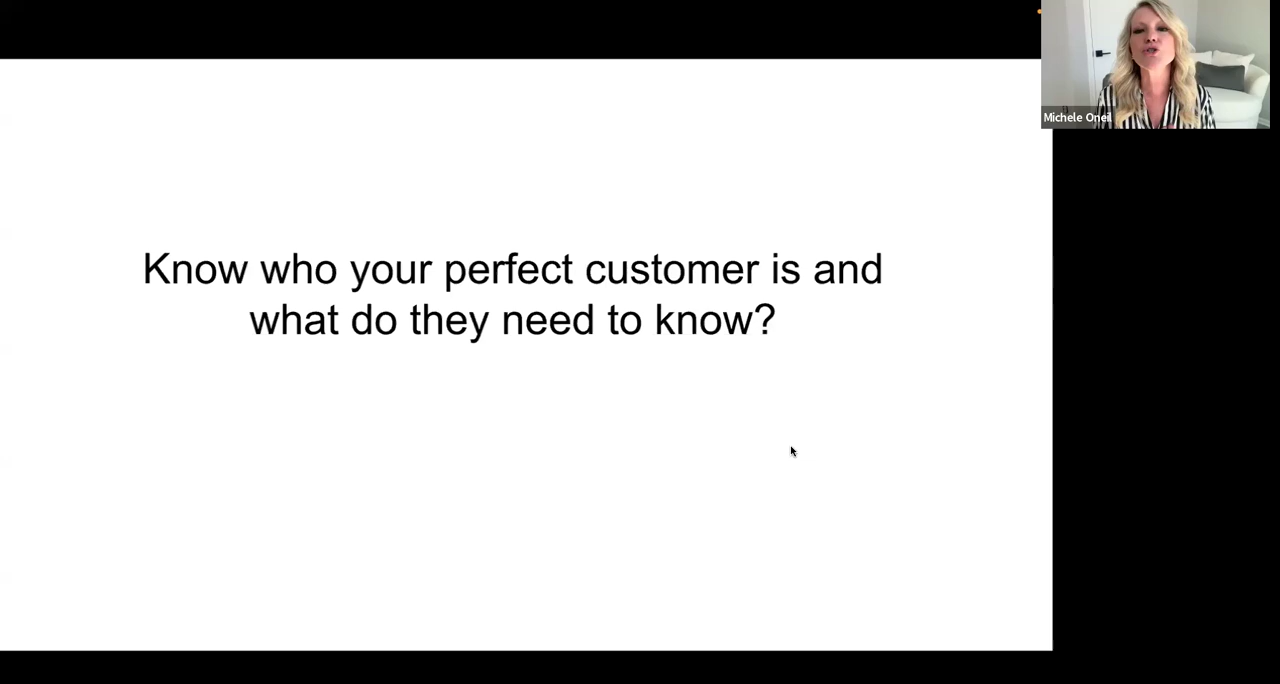 Know who your perfect customer is and
what do they need to know?
Michele Oneil